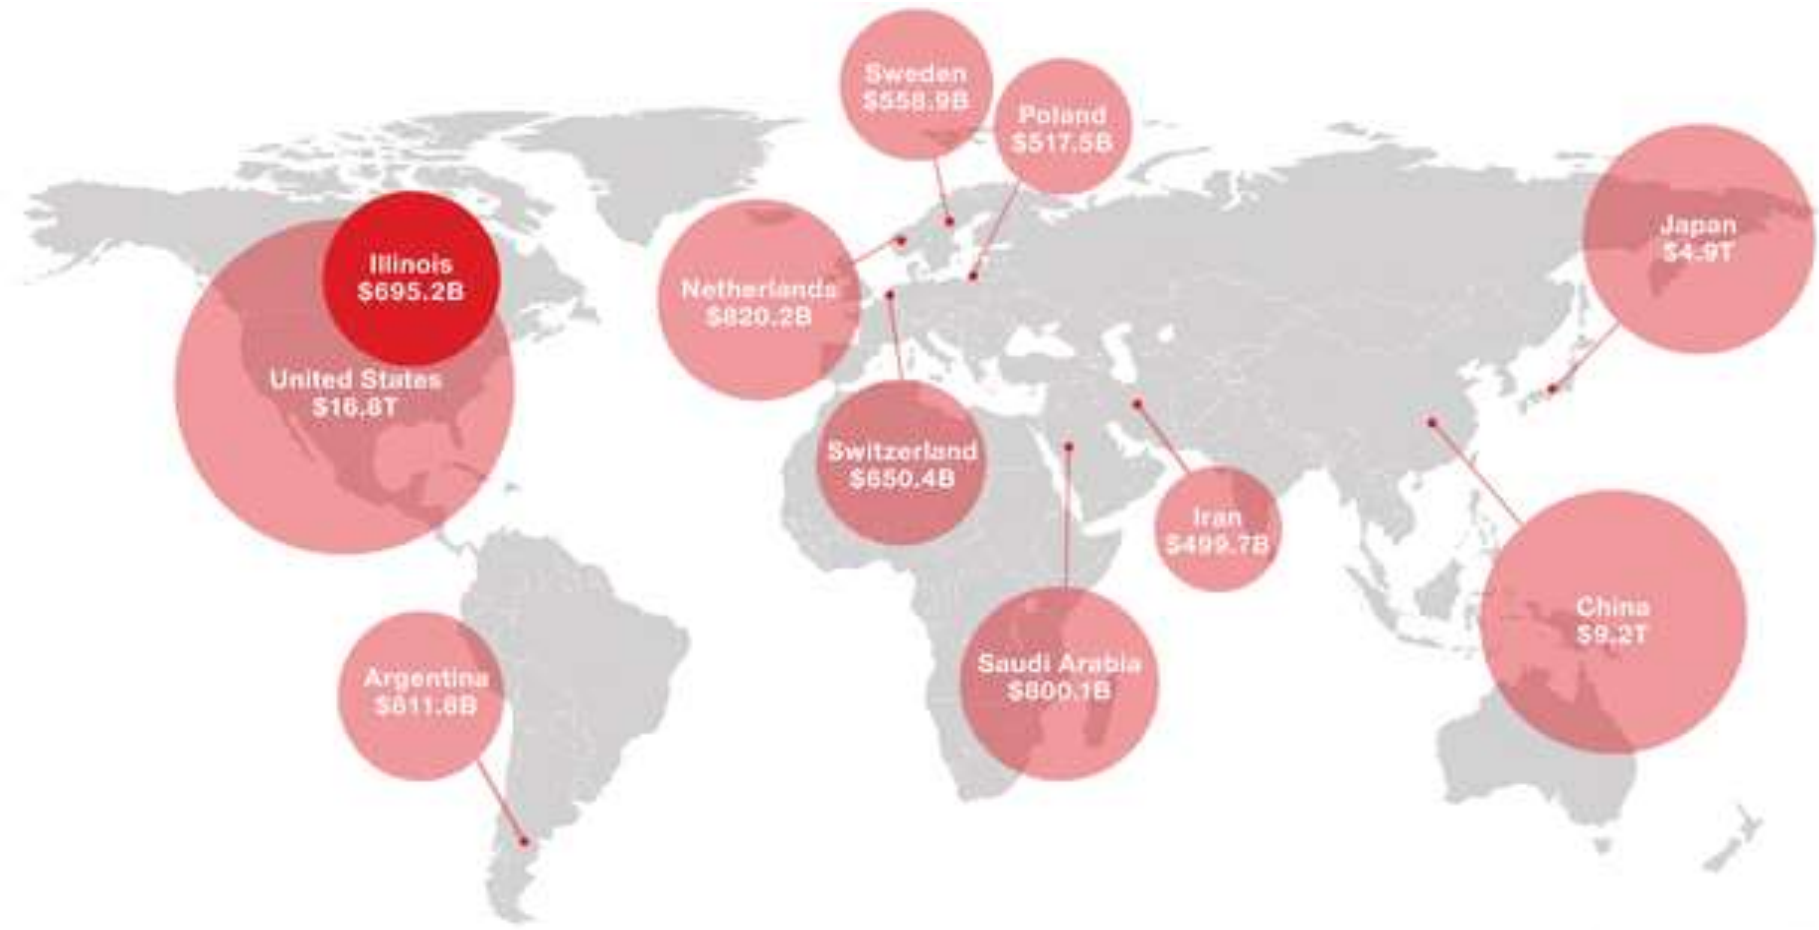 Sweden
$558.9B
Poland
$517.5B
Illinois
$695.2B
Japan
$4.9T
Netherlands
$820.2B
United States
$16.8T
Switzerland
$650.4B
Iran
$499.7B
China
$9.2T
Saudi Arabia
$800.1B
Argentina
$611.8B